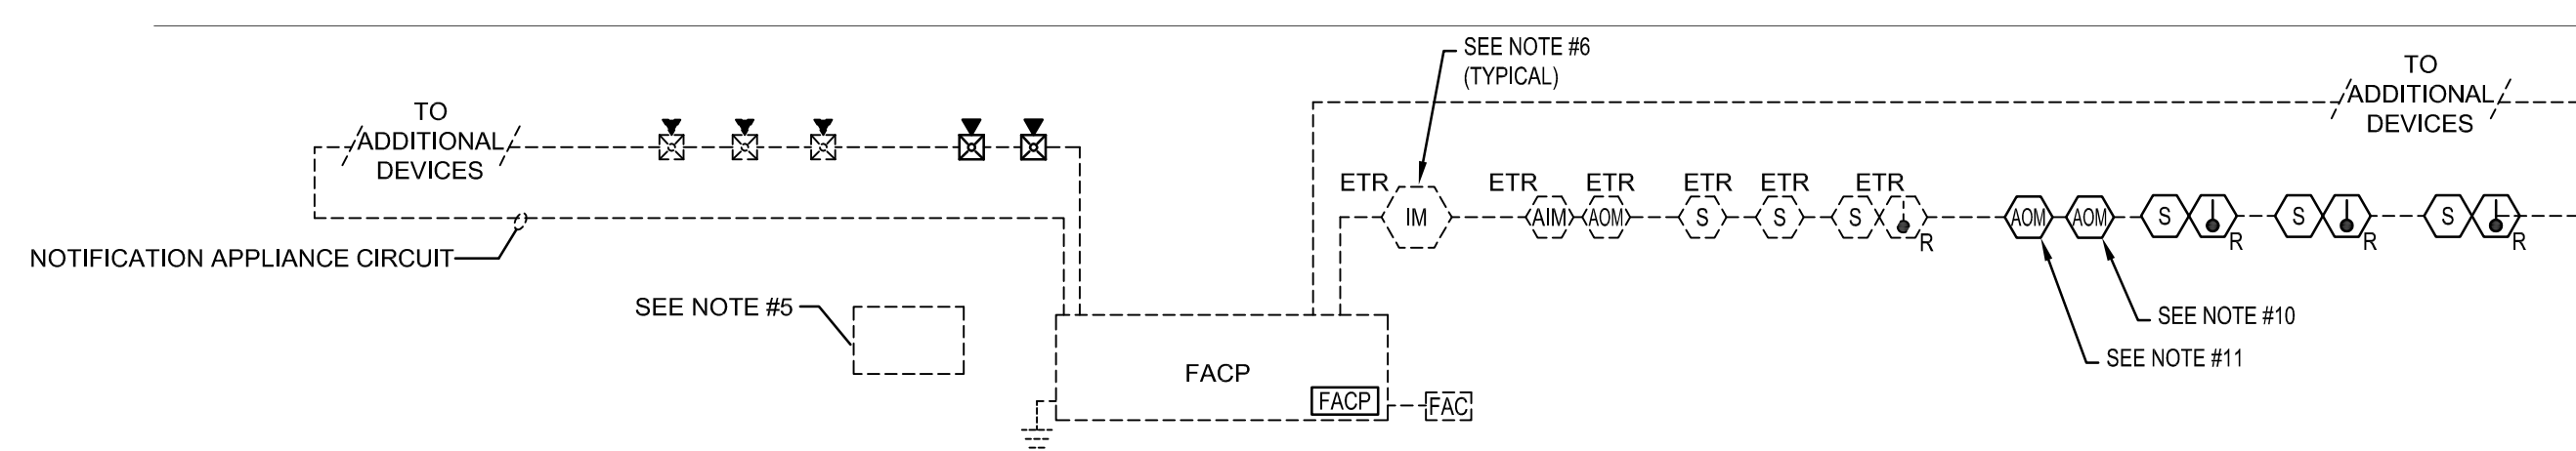 SEE NOTE #6
(TYPICAL)
TO
ADDITIONAL
DEVICES
TO
ADDITIONAL
DEVICES
ETR
ETR
ETR
ETR
ETR
ETR
IM
AIM
AOM
S
S
S
R
AOM
AOM
S
R
S
R
S
R
NOTIFICATION APPLIANCE CIRCUIT
SEE NOTE #5
SEE NOTE #10
SEE NOTE #11
FACP
FACP
FAC